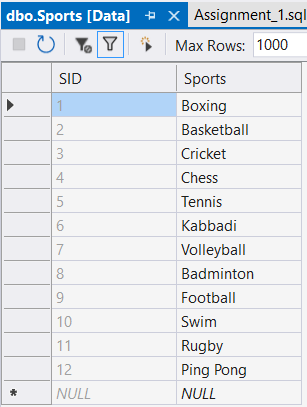 dbo.Sports [Data] Assignment_1.sql
Max Rows: 1000
SID Sports
1 Boxing
2 Basketball
3 Cricket
4 Chess
5 Tennis
6 Kabbadi
7 Volleyball
8 Badminton
9 Football
10 Swim
11 Rugby
12 Ping Pong
NULL NULL